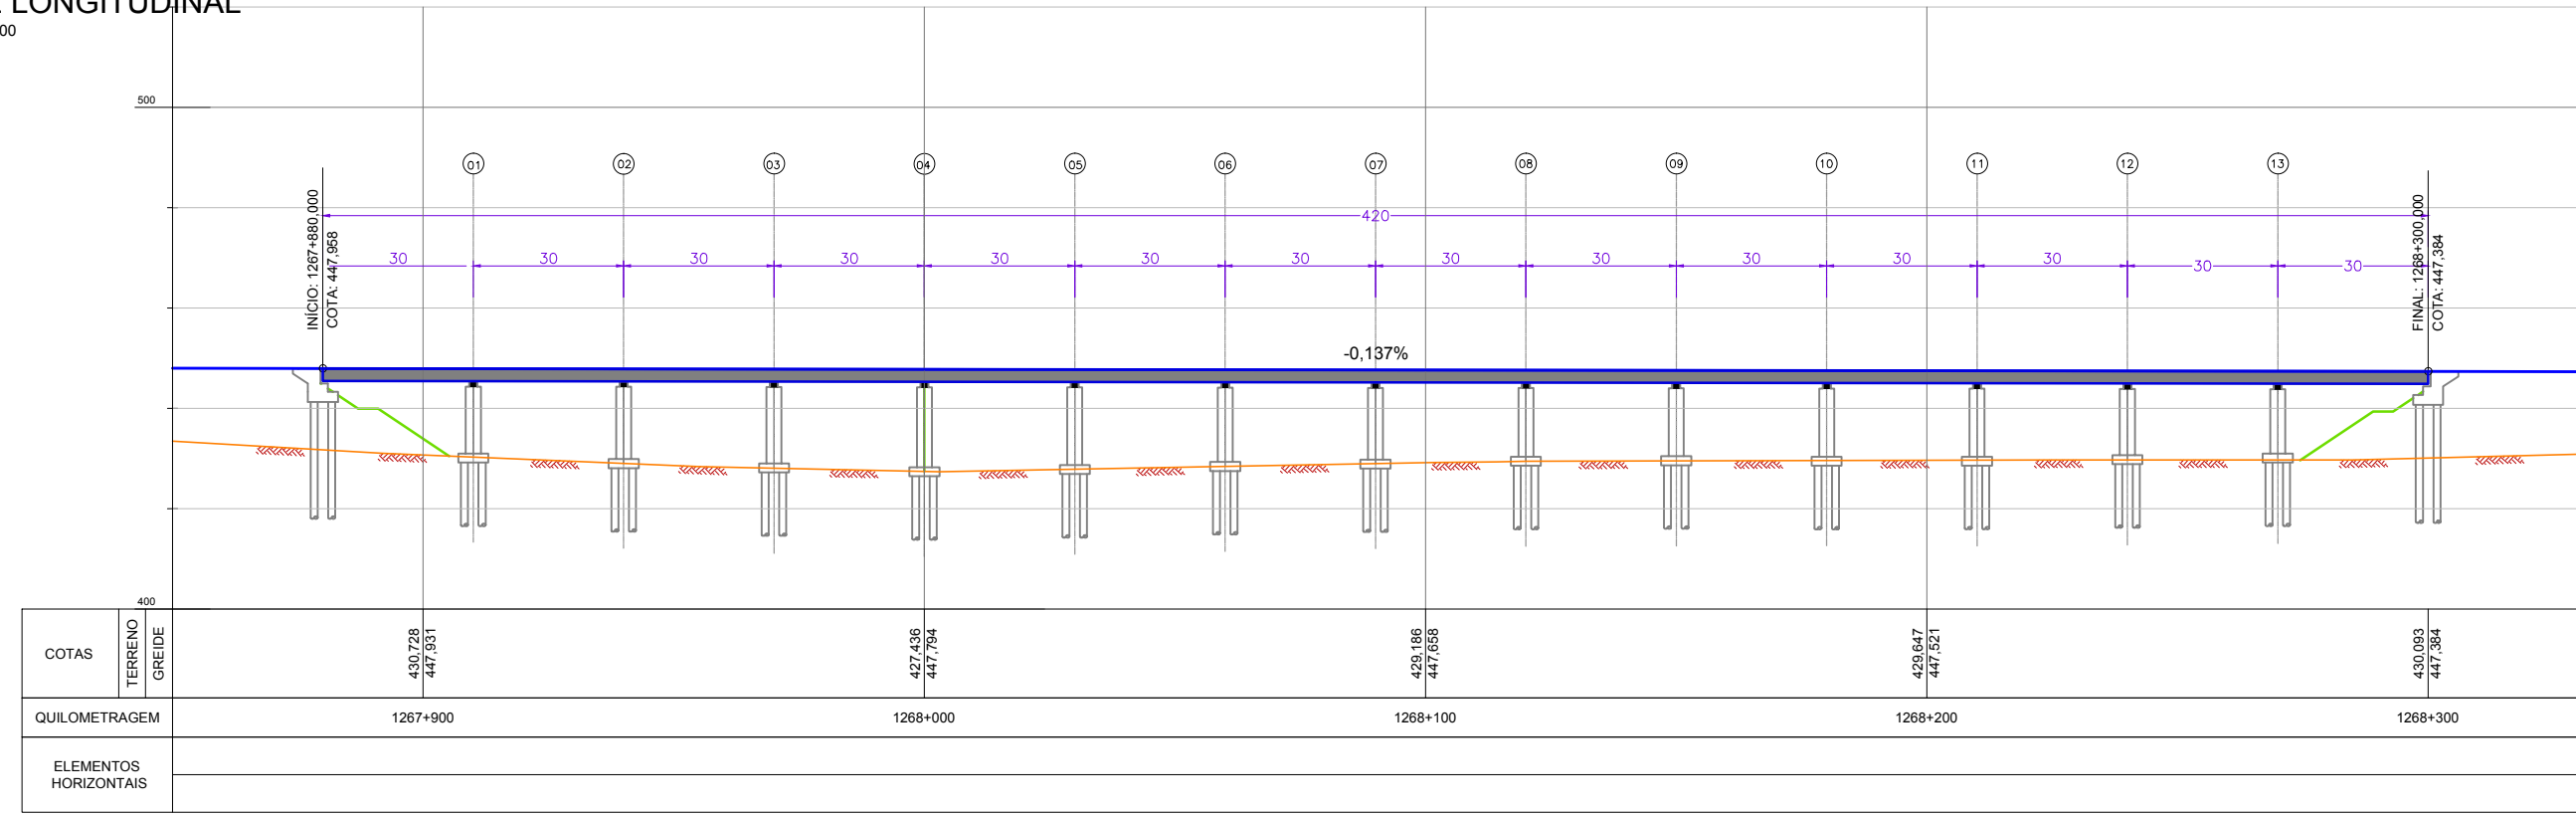 LONGITUDINAL
00
500
01 02 03 04 05 06 07 08 09 10 11 12 13
INÍCIO: 1267+880,000
COTA: 447,958
FINAL: 1268+300,000
COTA: 447,384
420
30 30 30 30 30 30 30 30 30 30 30 30 30 30
-0,137%
400
COTAS
TERRENO
GREIDE
430,728
447,931
427,436
447,794
429,186
447,658
429,647
447,521
430,093
447,384
QUILOMETRAGEM
1267+900 1268+000 1268+100 1268+200 1268+300
ELEMENTOS
HORIZONTAIS